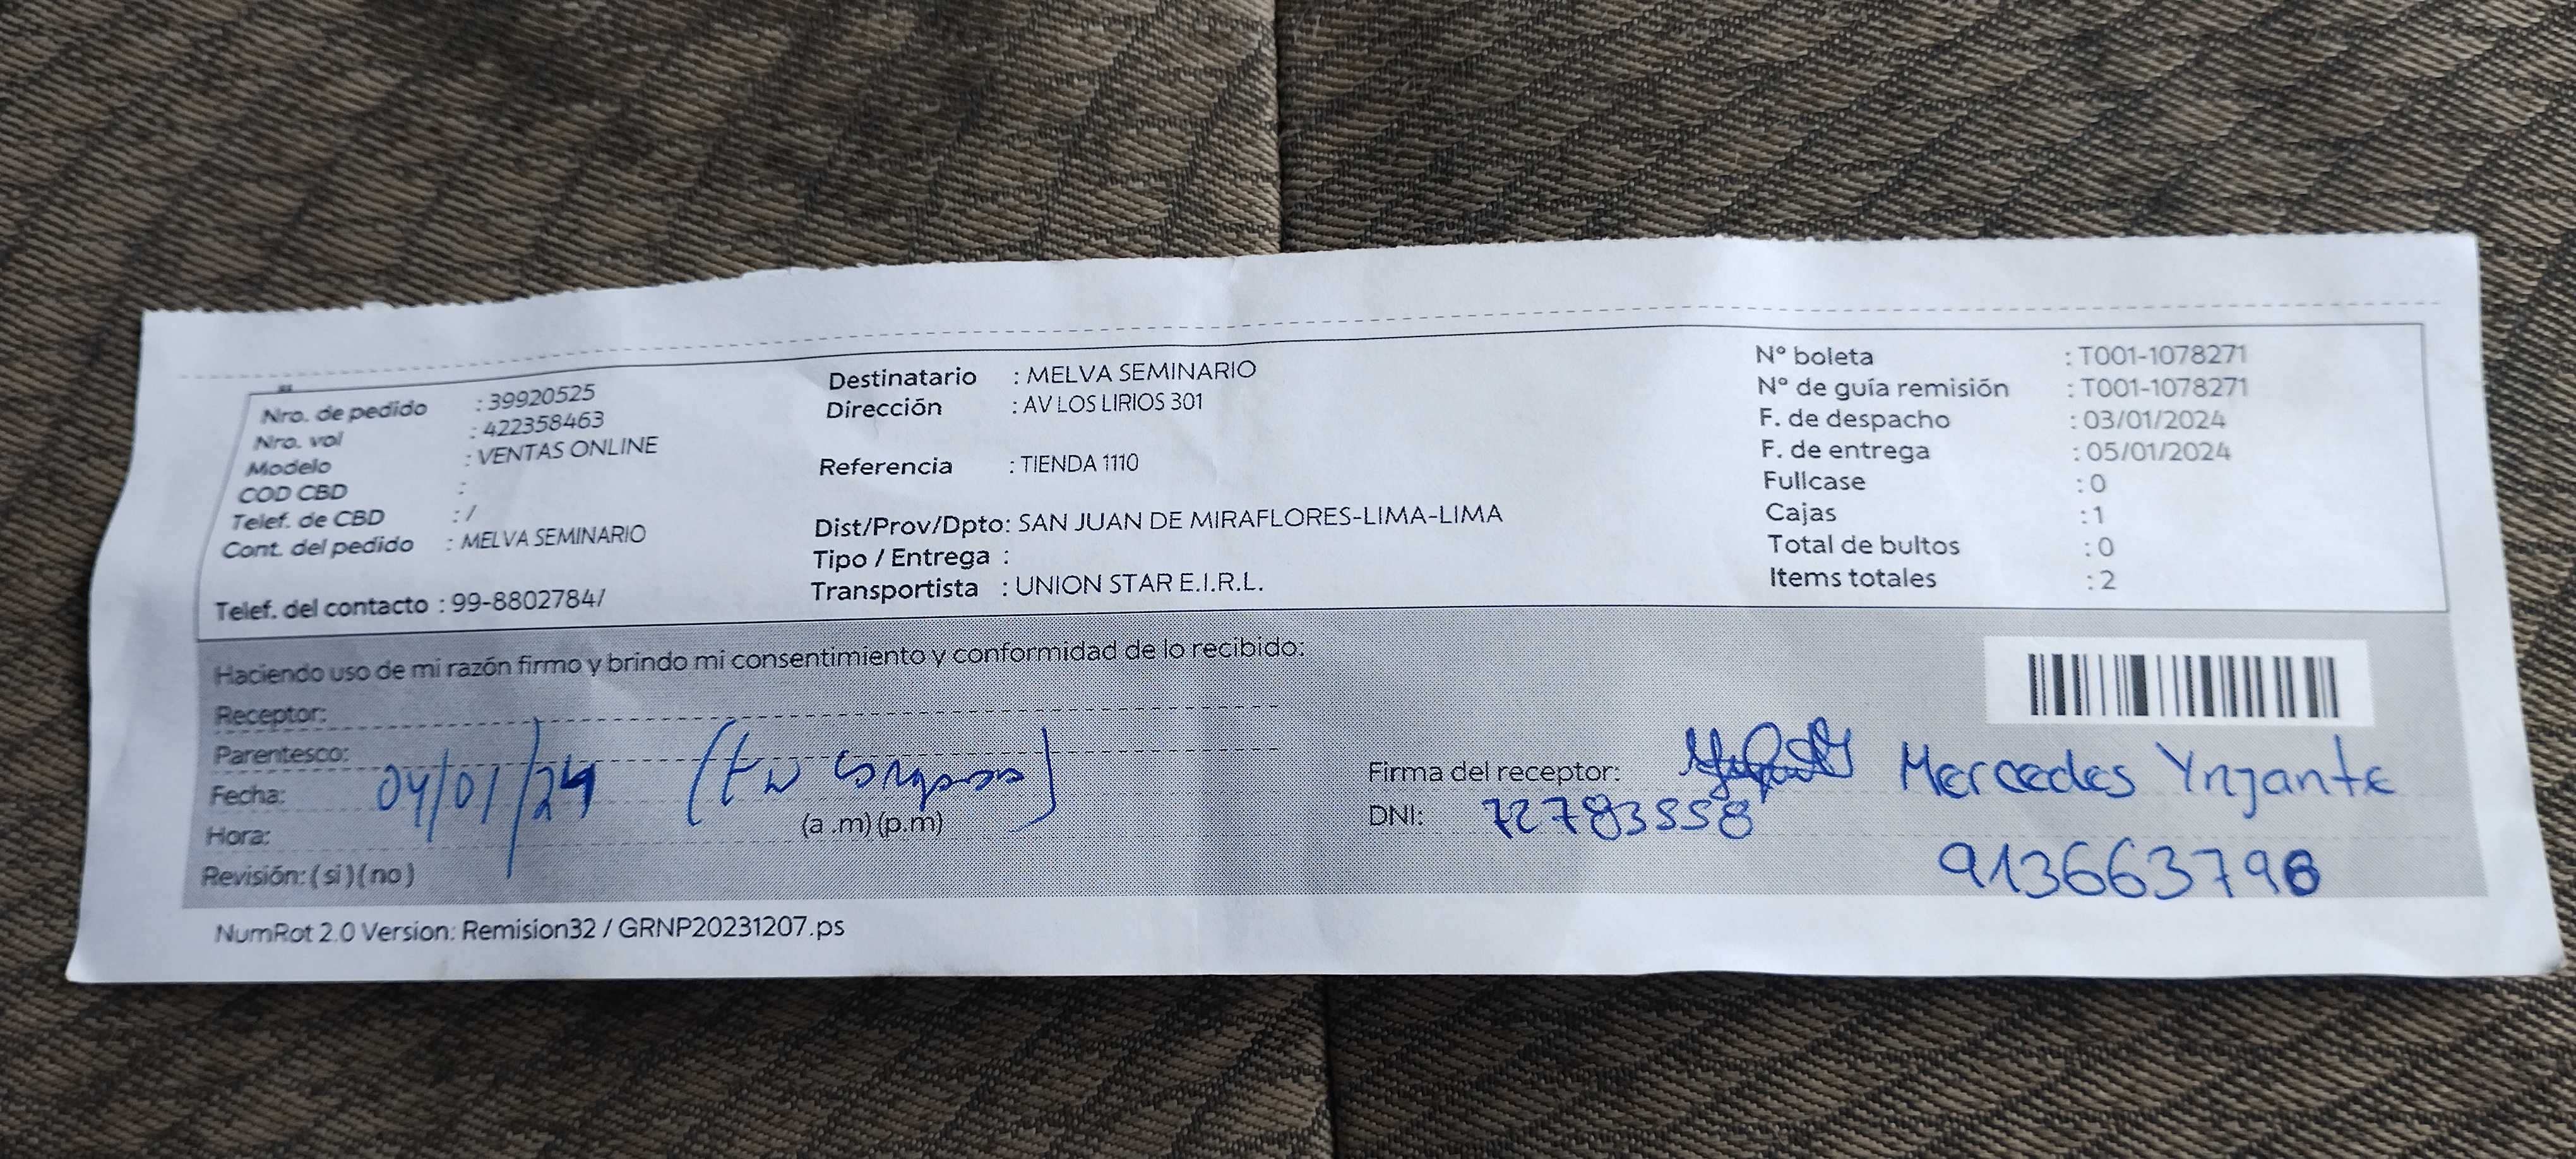 Nro. de pedido : 39920525
Nro. vol : 422358463
Modelo : VENTAS ONLINE
COD CBD :
Telef. de CBD : /
Cont. del pedido : MELVA SEMINARIO
Telef. del contacto : 99-8802784/
Destinatario : MELVA SEMINARIO
Dirección : AV LOS LIRIOS 301
Referencia : TIENDA 1110
Dist/Prov/Dpto: SAN JUAN DE MIRAFLORES-LIMA-LIMA
Tipo / Entrega :
Transportista : UNION STAR E.I.R.L.
N° boleta : T001-1078271
N° de guía remisión : T001-1078271
F. de despacho : 03/01/2024
F. de entrega : 05/01/2024
Fullcase : 0
Cajas : 1
Total de bultos : 0
Items totales : 2
Haciendo uso de mi razón firmo y brindo mi consentimiento y conformidad de lo recibido:
Receptor:
Parentesco:
Fecha: 04/01/24
Hora: (a .m) (p.m)
Revisión: ( si ) ( no )
Firma del receptor: Mercedes Ynjante
DNI: 72783558
913663796
NumRot 2.0 Version: Remision32 / GRNP20231207.ps